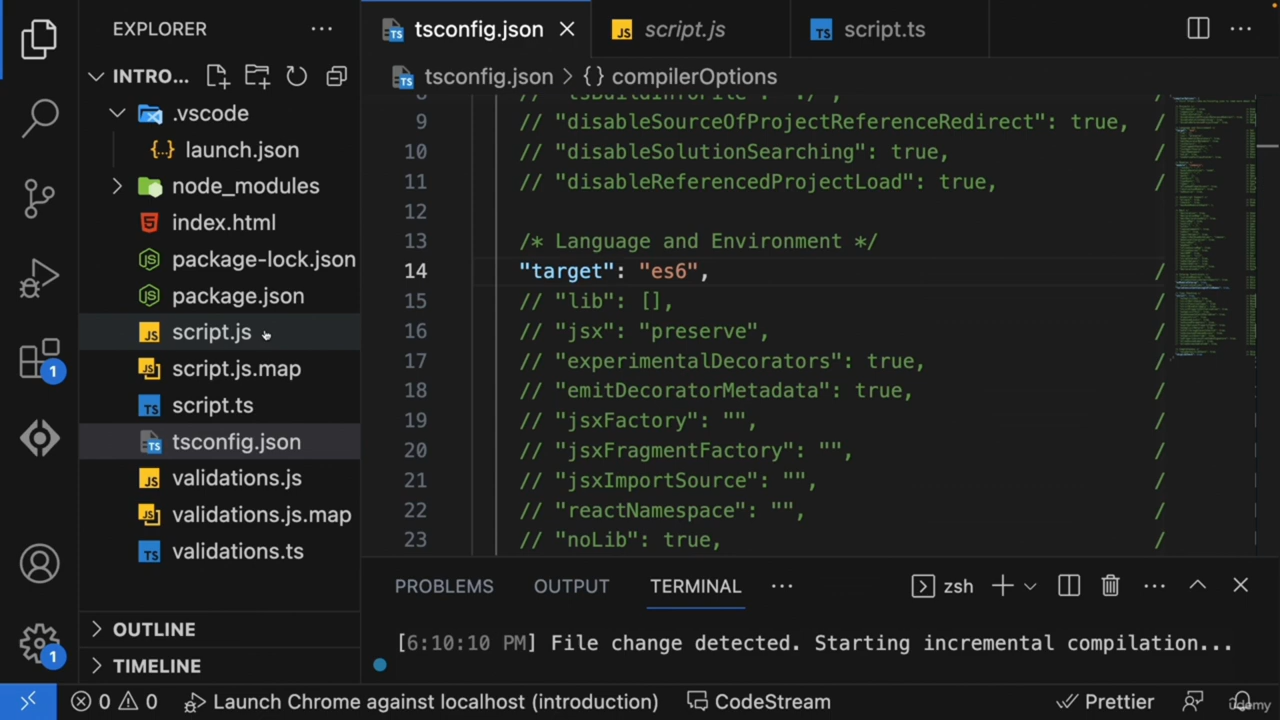 EXPLORER
INTRO...
.vscode
launch.json
node_modules
index.html
package-lock.json
package.json
script.js
script.js.map
script.ts
tsconfig.json
validations.js
validations.js.map
validations.ts
OUTLINE
TIMELINE
1
1
tsconfig.json
script.js
script.ts
tsconfig.json > {} compilerOptions
9 // "disableSourceOfProjectReferenceRedirect": true, /
10 // "disableSolutionSearching": true, /
11 // "disableReferencedProjectLoad": true, /
12
13 /* Language and Environment */
14 "target": "es6", /
15 // "lib": [], /
16 // "jsx": "preserve", /
17 // "experimentalDecorators": true, /
18 // "emitDecoratorMetadata": true, /
19 // "jsxFactory": "", /
20 // "jsxFragmentFactory": "", /
21 // "jsxImportSource": "", /
22 // "reactNamespace": "", /
23 // "noLib": true, /
PROBLEMS OUTPUT TERMINAL ... zsh
[6:10:10 PM] File change detected. Starting incremental compilation...
0 0 Launch Chrome against localhost (introduction) CodeStream Prettier
udemy